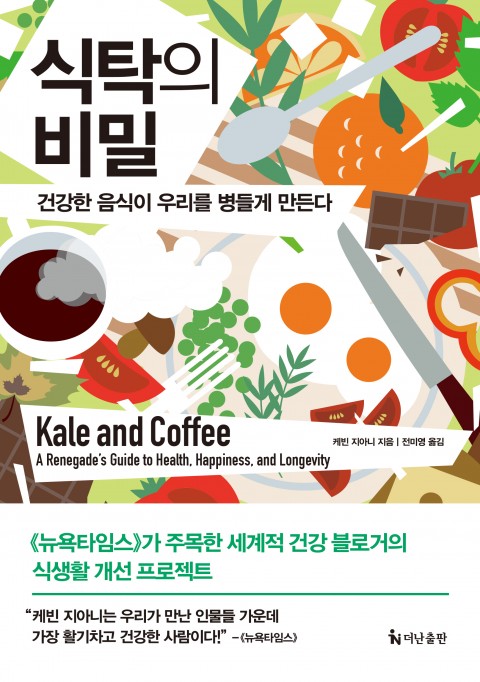 식탁의
비밀
건강한 음식이 우리를 병들게 만든다
Kale and Coffee
A Renegade's Guide to Health, Happiness, and Longevity
케빈 지아니 지음 | 전미영 옮김
《뉴욕타임스》가 주목한 세계적 건강 블로거의
식생활 개선 프로젝트
“케빈 지아니는 우리가 만난 인물들 가운데
가장 활기차고 건강한 사람이다!” –《뉴욕타임스》
더난출판